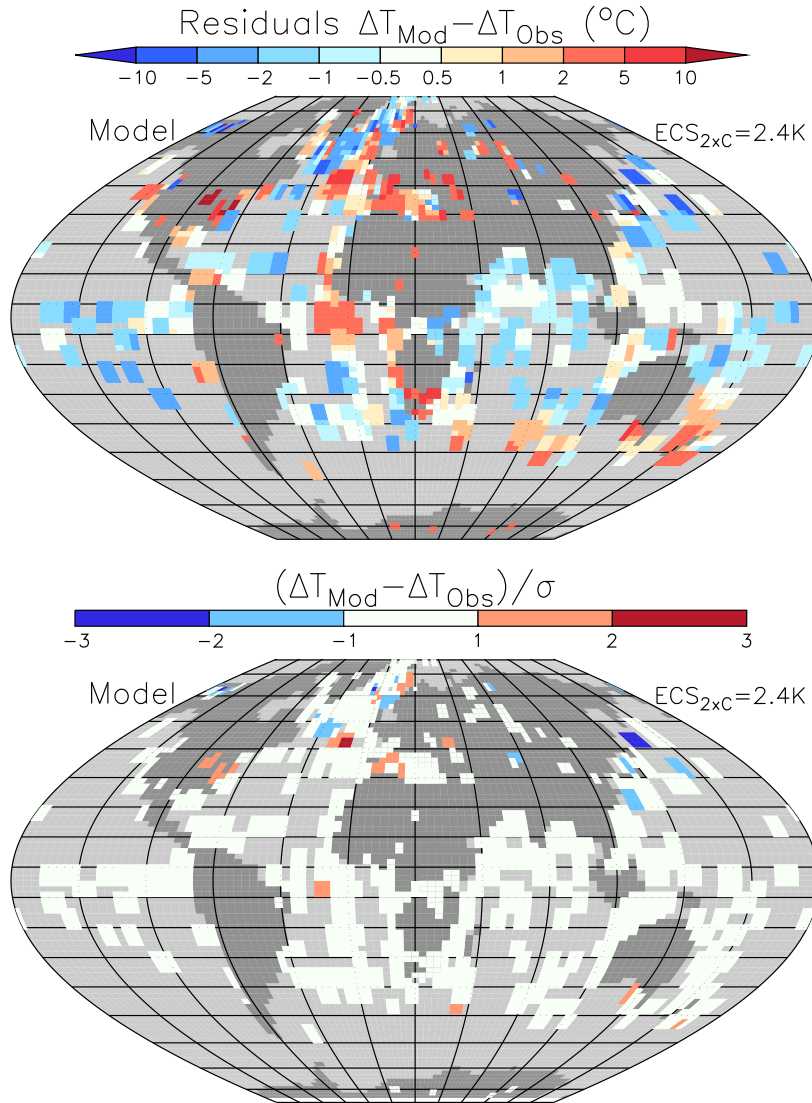 Residuals ΔT_Mod−ΔT_Obs (°C)
−10 −5 −2 −1 −0.5 0.5 1 2 5 10
Model ECS_2xC=2.4K
(ΔT_Mod−ΔT_Obs)/σ
−3 −2 −1 1 2 3
Model ECS_2xC=2.4K